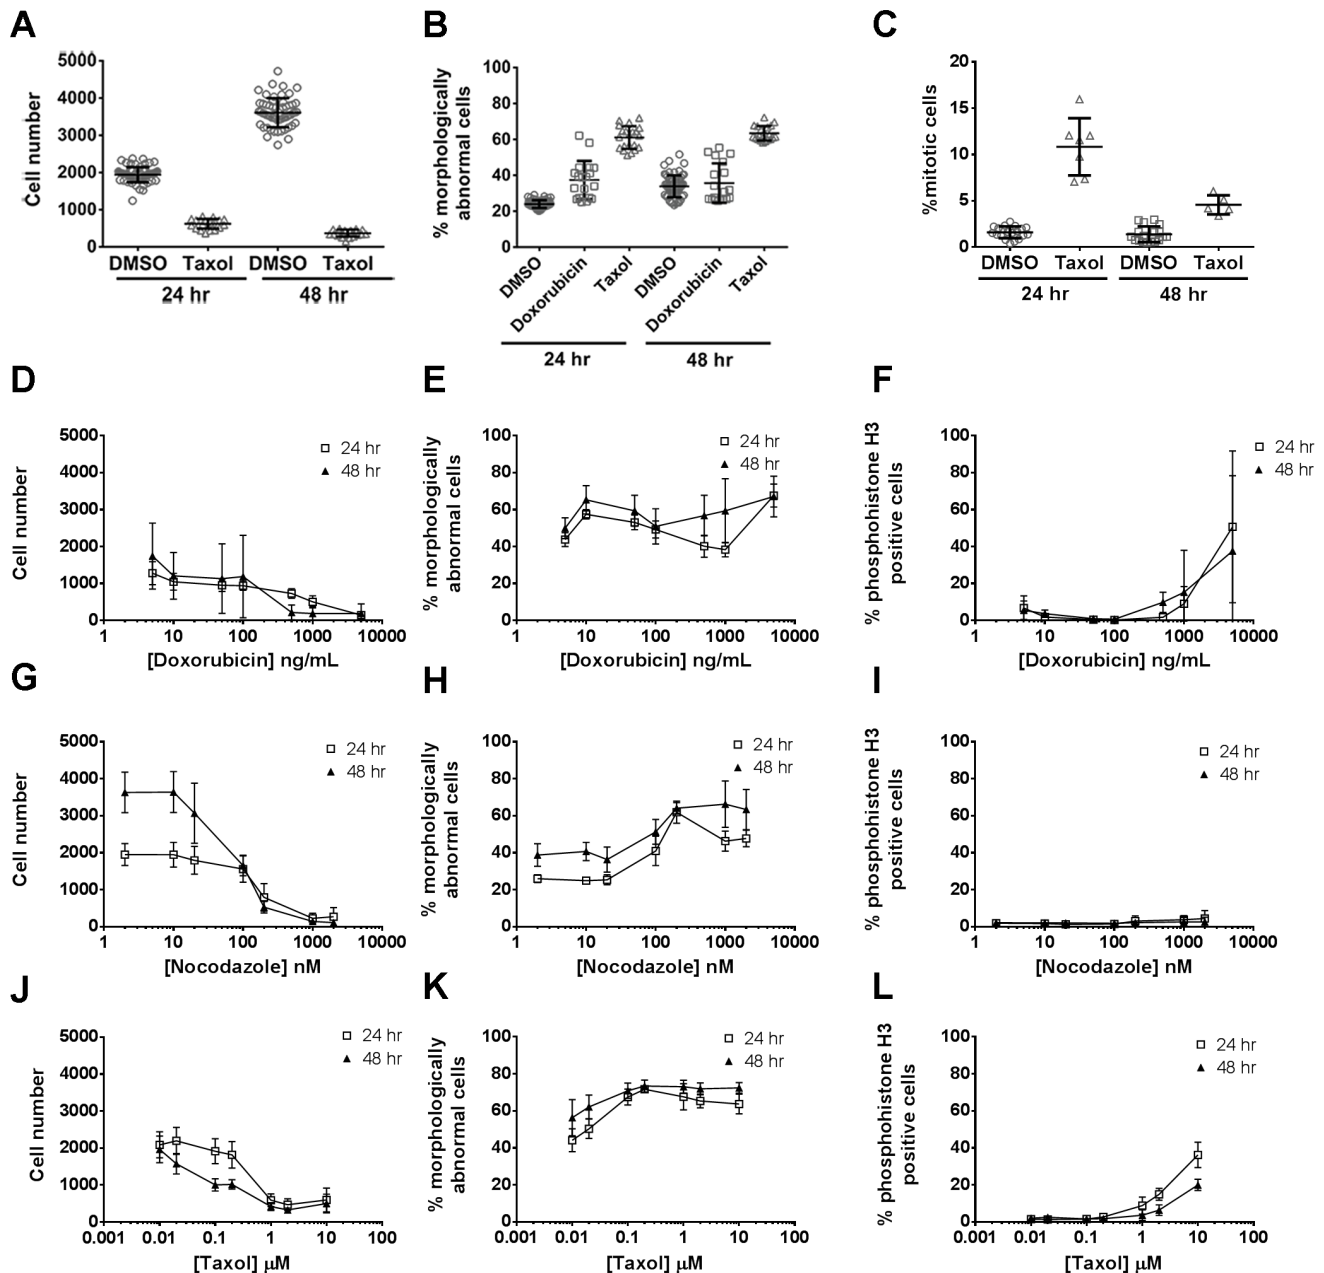 A
B
C
Cell number
5000
4000
3000
2000
1000
0
DMSO Taxol DMSO Taxol
24 hr 48 hr
% morphologically
abnormal cells
100
80
60
40
20
0
DMSO
Doxorubicin
Taxol
DMSO
Doxorubicin
Taxol
24 hr 48 hr
%mitotic cells
20
15
10
5
0
DMSO Taxol DMSO Taxol
24 hr 48 hr
D
E
F
Cell number
5000
4000
3000
2000
1000
0
24 hr
48 hr
1 10 100 1000 10000
[Doxorubicin] ng/mL
% morphologically
abnormal cells
100
80
60
40
20
0
24 hr
48 hr
1 10 100 1000 10000
[Doxorubicin] ng/mL
% phosphohistone H3
positive cells
100
80
60
40
20
0
24 hr
48 hr
1 10 100 1000 10000
[Doxorubicin] ng/mL
G
H
I
Cell number
5000
4000
3000
2000
1000
0
24 hr
48 hr
1 10 100 1000 10000
[Nocodazole] nM
% morphologically
abnormal cells
100
80
60
40
20
0
24 hr
48 hr
1 10 100 1000 10000
[Nocodazole] nM
% phosphohistone H3
positive cells
100
80
60
40
20
0
24 hr
48 hr
1 10 100 1000 10000
[Nocodazole] nM
J
K
L
Cell number
5000
4000
3000
2000
1000
0
24 hr
48 hr
0.001 0.01 0.1 1 10 100
[Taxol] µM
% morphologically
abnormal cells
100
80
60
40
20
0
24 hr
48 hr
0.001 0.01 0.1 1 10 100
[Taxol] µM
% phosphohistone H3
positive cells
100
80
60
40
20
0
24 hr
48 hr
0.001 0.01 0.1 1 10 100
[Taxol] µM